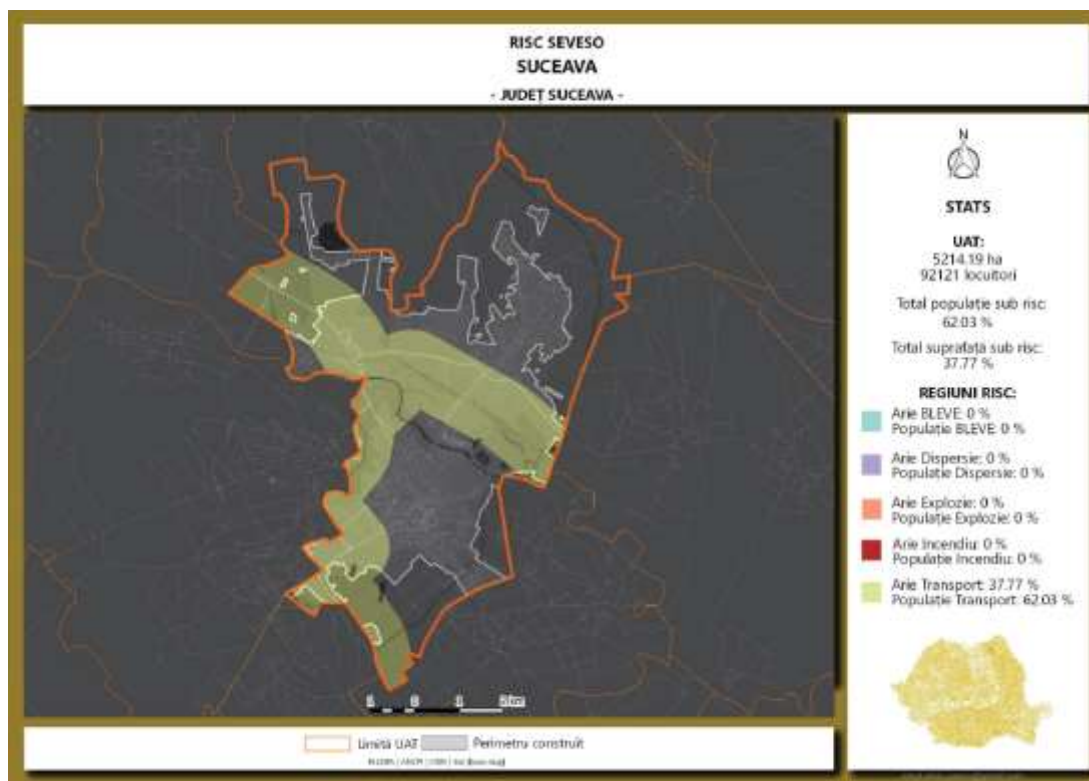 RISC SEVESO
SUCEAVA
- JUDEȚ SUCEAVA -
N
STATS
UAT:
5214.19 ha
92121 locuitori
Total populație sub risc:
62.03 %
Total suprafață sub risc:
37.77 %
REGIUNI RISC:
Arie BLEVE: 0 %
Populație BLEVE: 0 %
Arie Dispersie: 0 %
Populație Dispersie: 0 %
Arie Explozie: 0 %
Populație Explozie: 0 %
Arie Incendiu: 0 %
Populație Incendiu: 0 %
Arie Transport: 37.77 %
Populație Transport: 62.03 %
Limită UAT
Perimetru construit